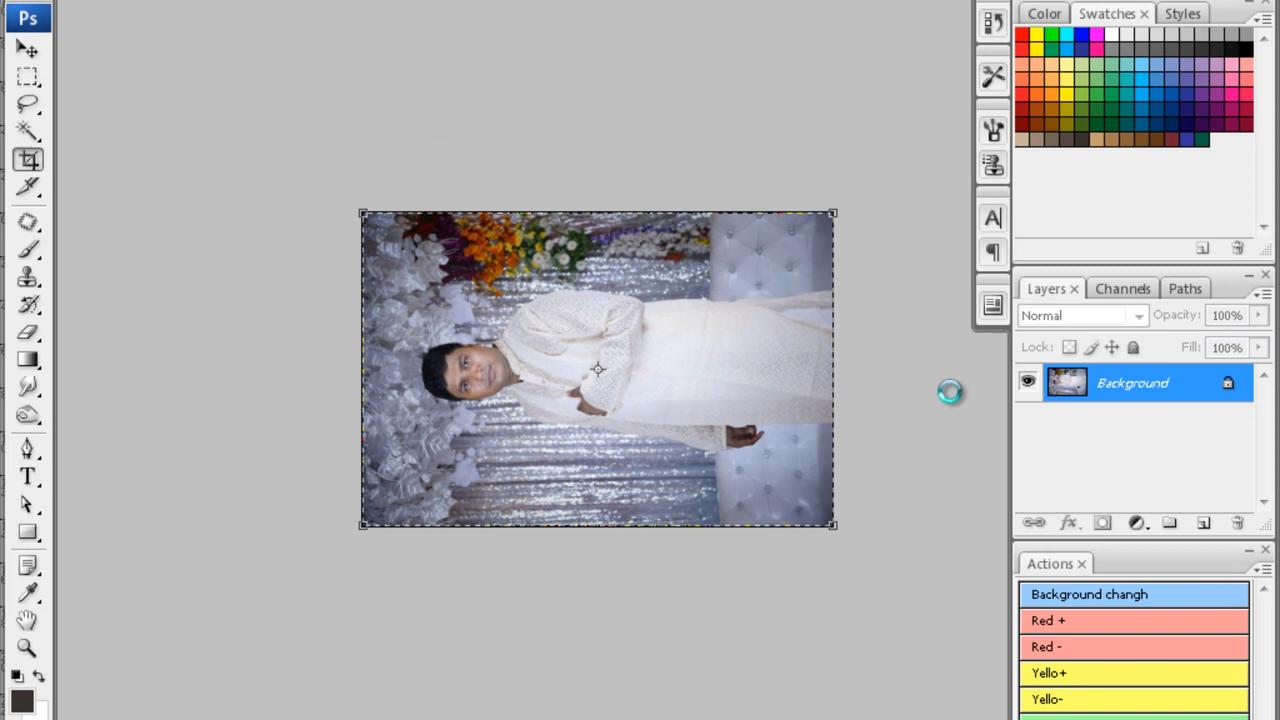 Ps
Color
Swatches
Styles
A
Layers
Channels
Paths
Normal
Opacity:
100%
Lock:
Fill:
100%
Background
fx
T
Actions
Background changh
Red +
Red -
Yello+
Yello-